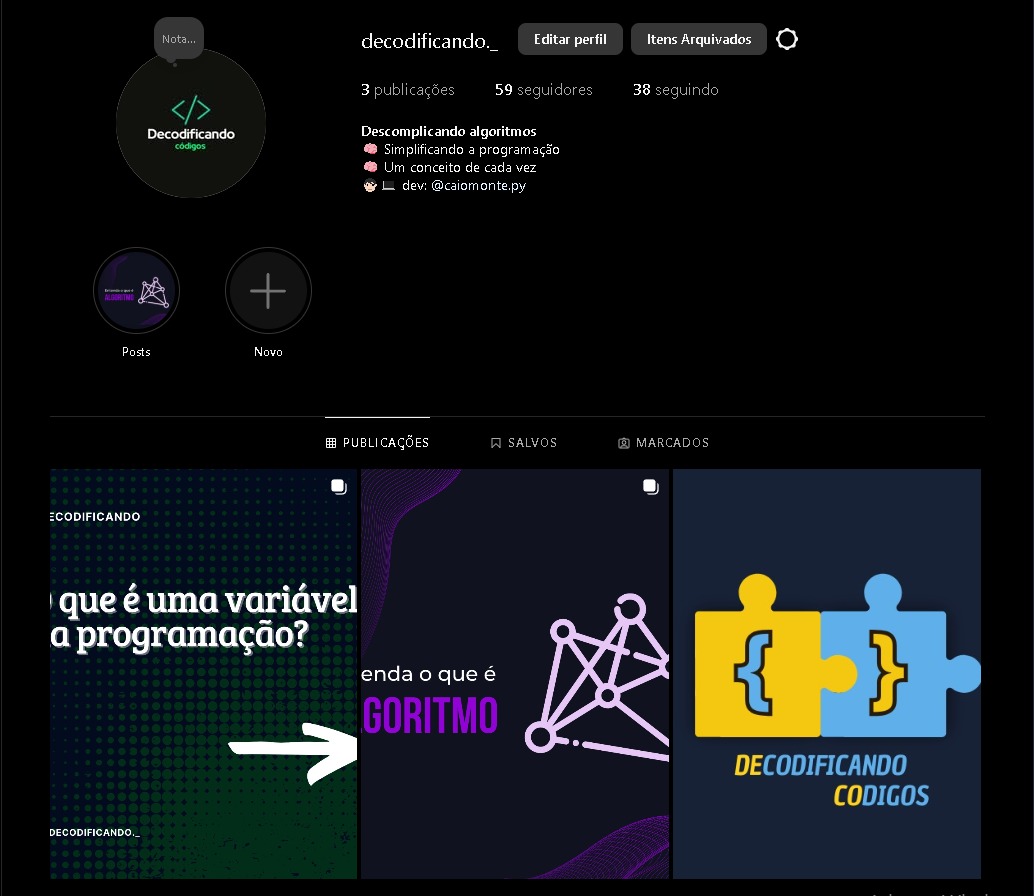 Nota...
decodificando._
Editar perfil
Itens Arquivados
3 publicações
59 seguidores
38 seguindo
</>
Decodificando
códigos
Descomplicando algoritmos
🧠 Simplificando a programação
🧠 Um conceito de cada vez
👨🏻‍💻 dev: @caiomonte.py
Entenda o que é
ALGORITMO
Posts
Novo
PUBLICAÇÕES
SALVOS
MARCADOS
ECODIFICANDO
que é uma variável
a programação?
DECODIFICANDO._
enda o que é
GORITMO
{ }
DECODIFICANDO
CODIGOS